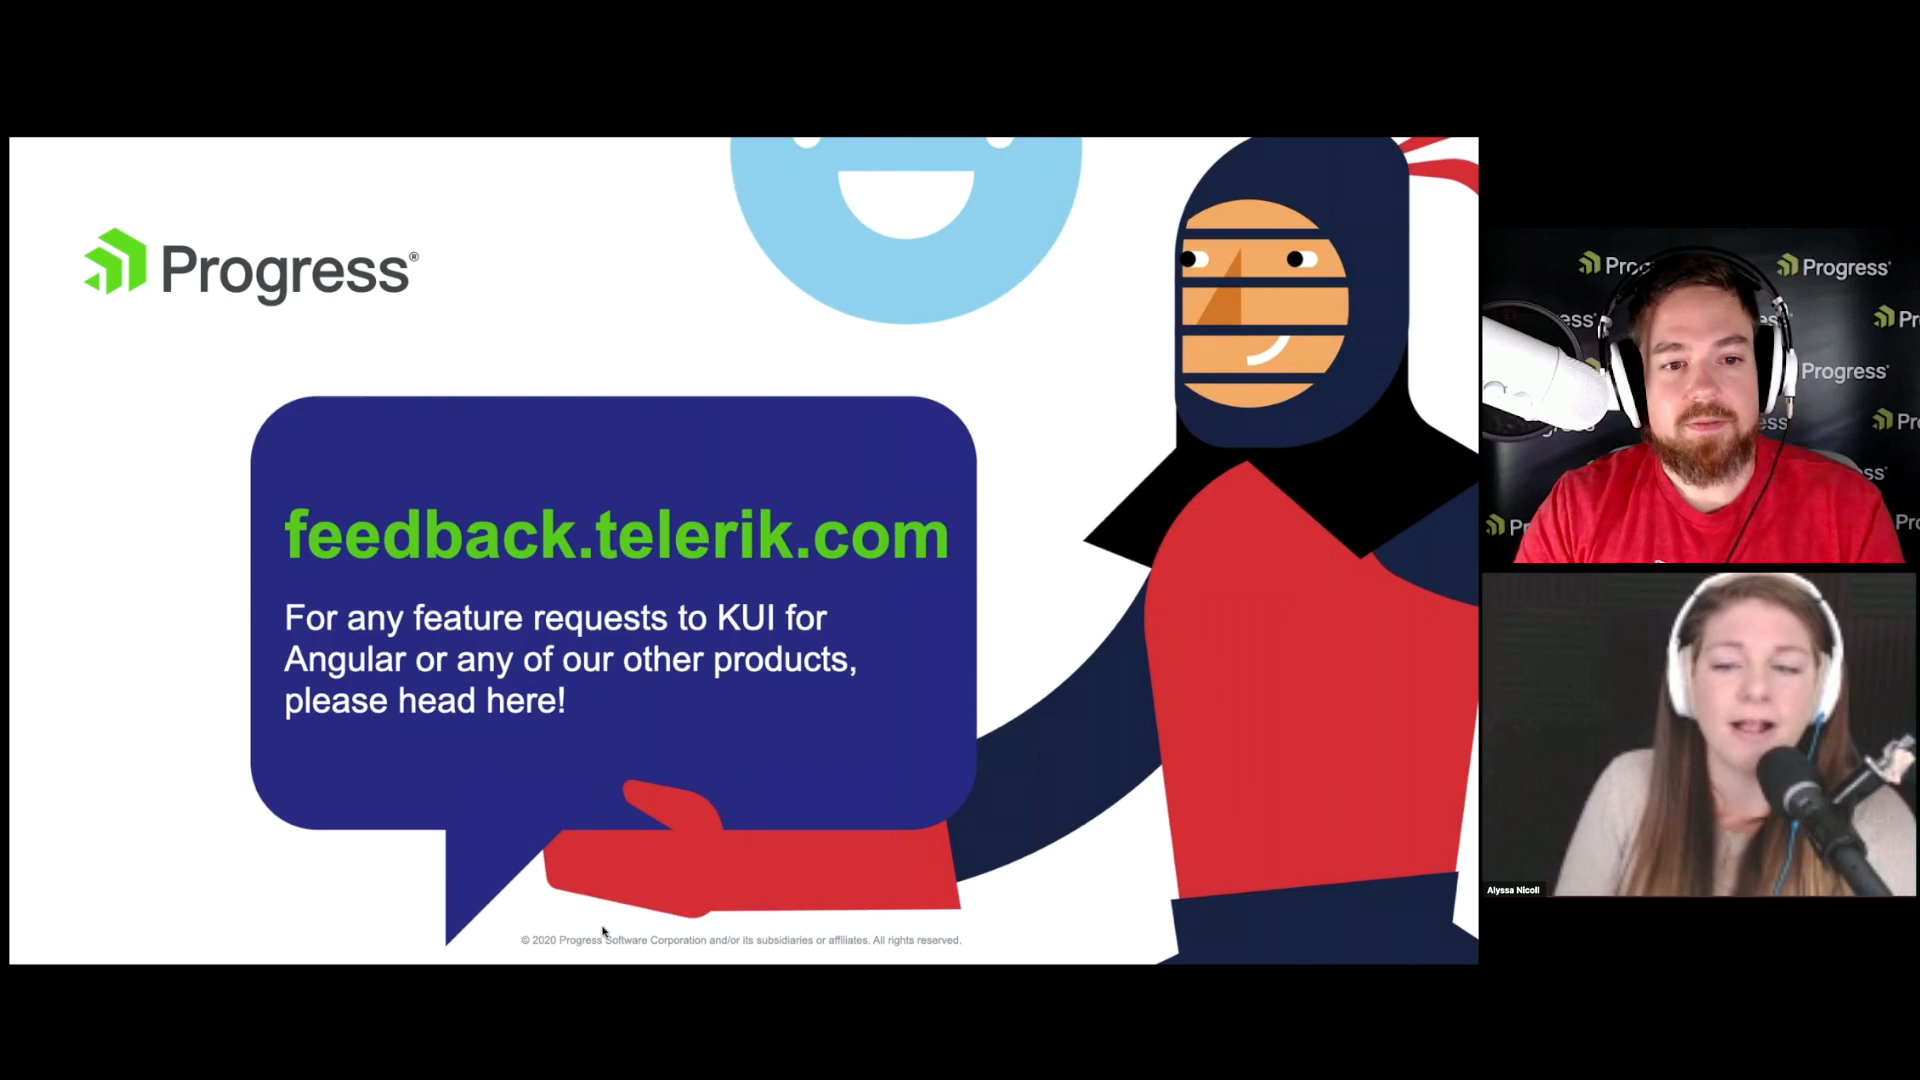 Progress®
feedback.telerik.com
For any feature requests to KUI for
Angular or any of our other products,
please head here!
© 2020 Progress Software Corporation and/or its subsidiaries or affiliates. All rights reserved.
Progress®
Progress®
Alyssa Nicoll